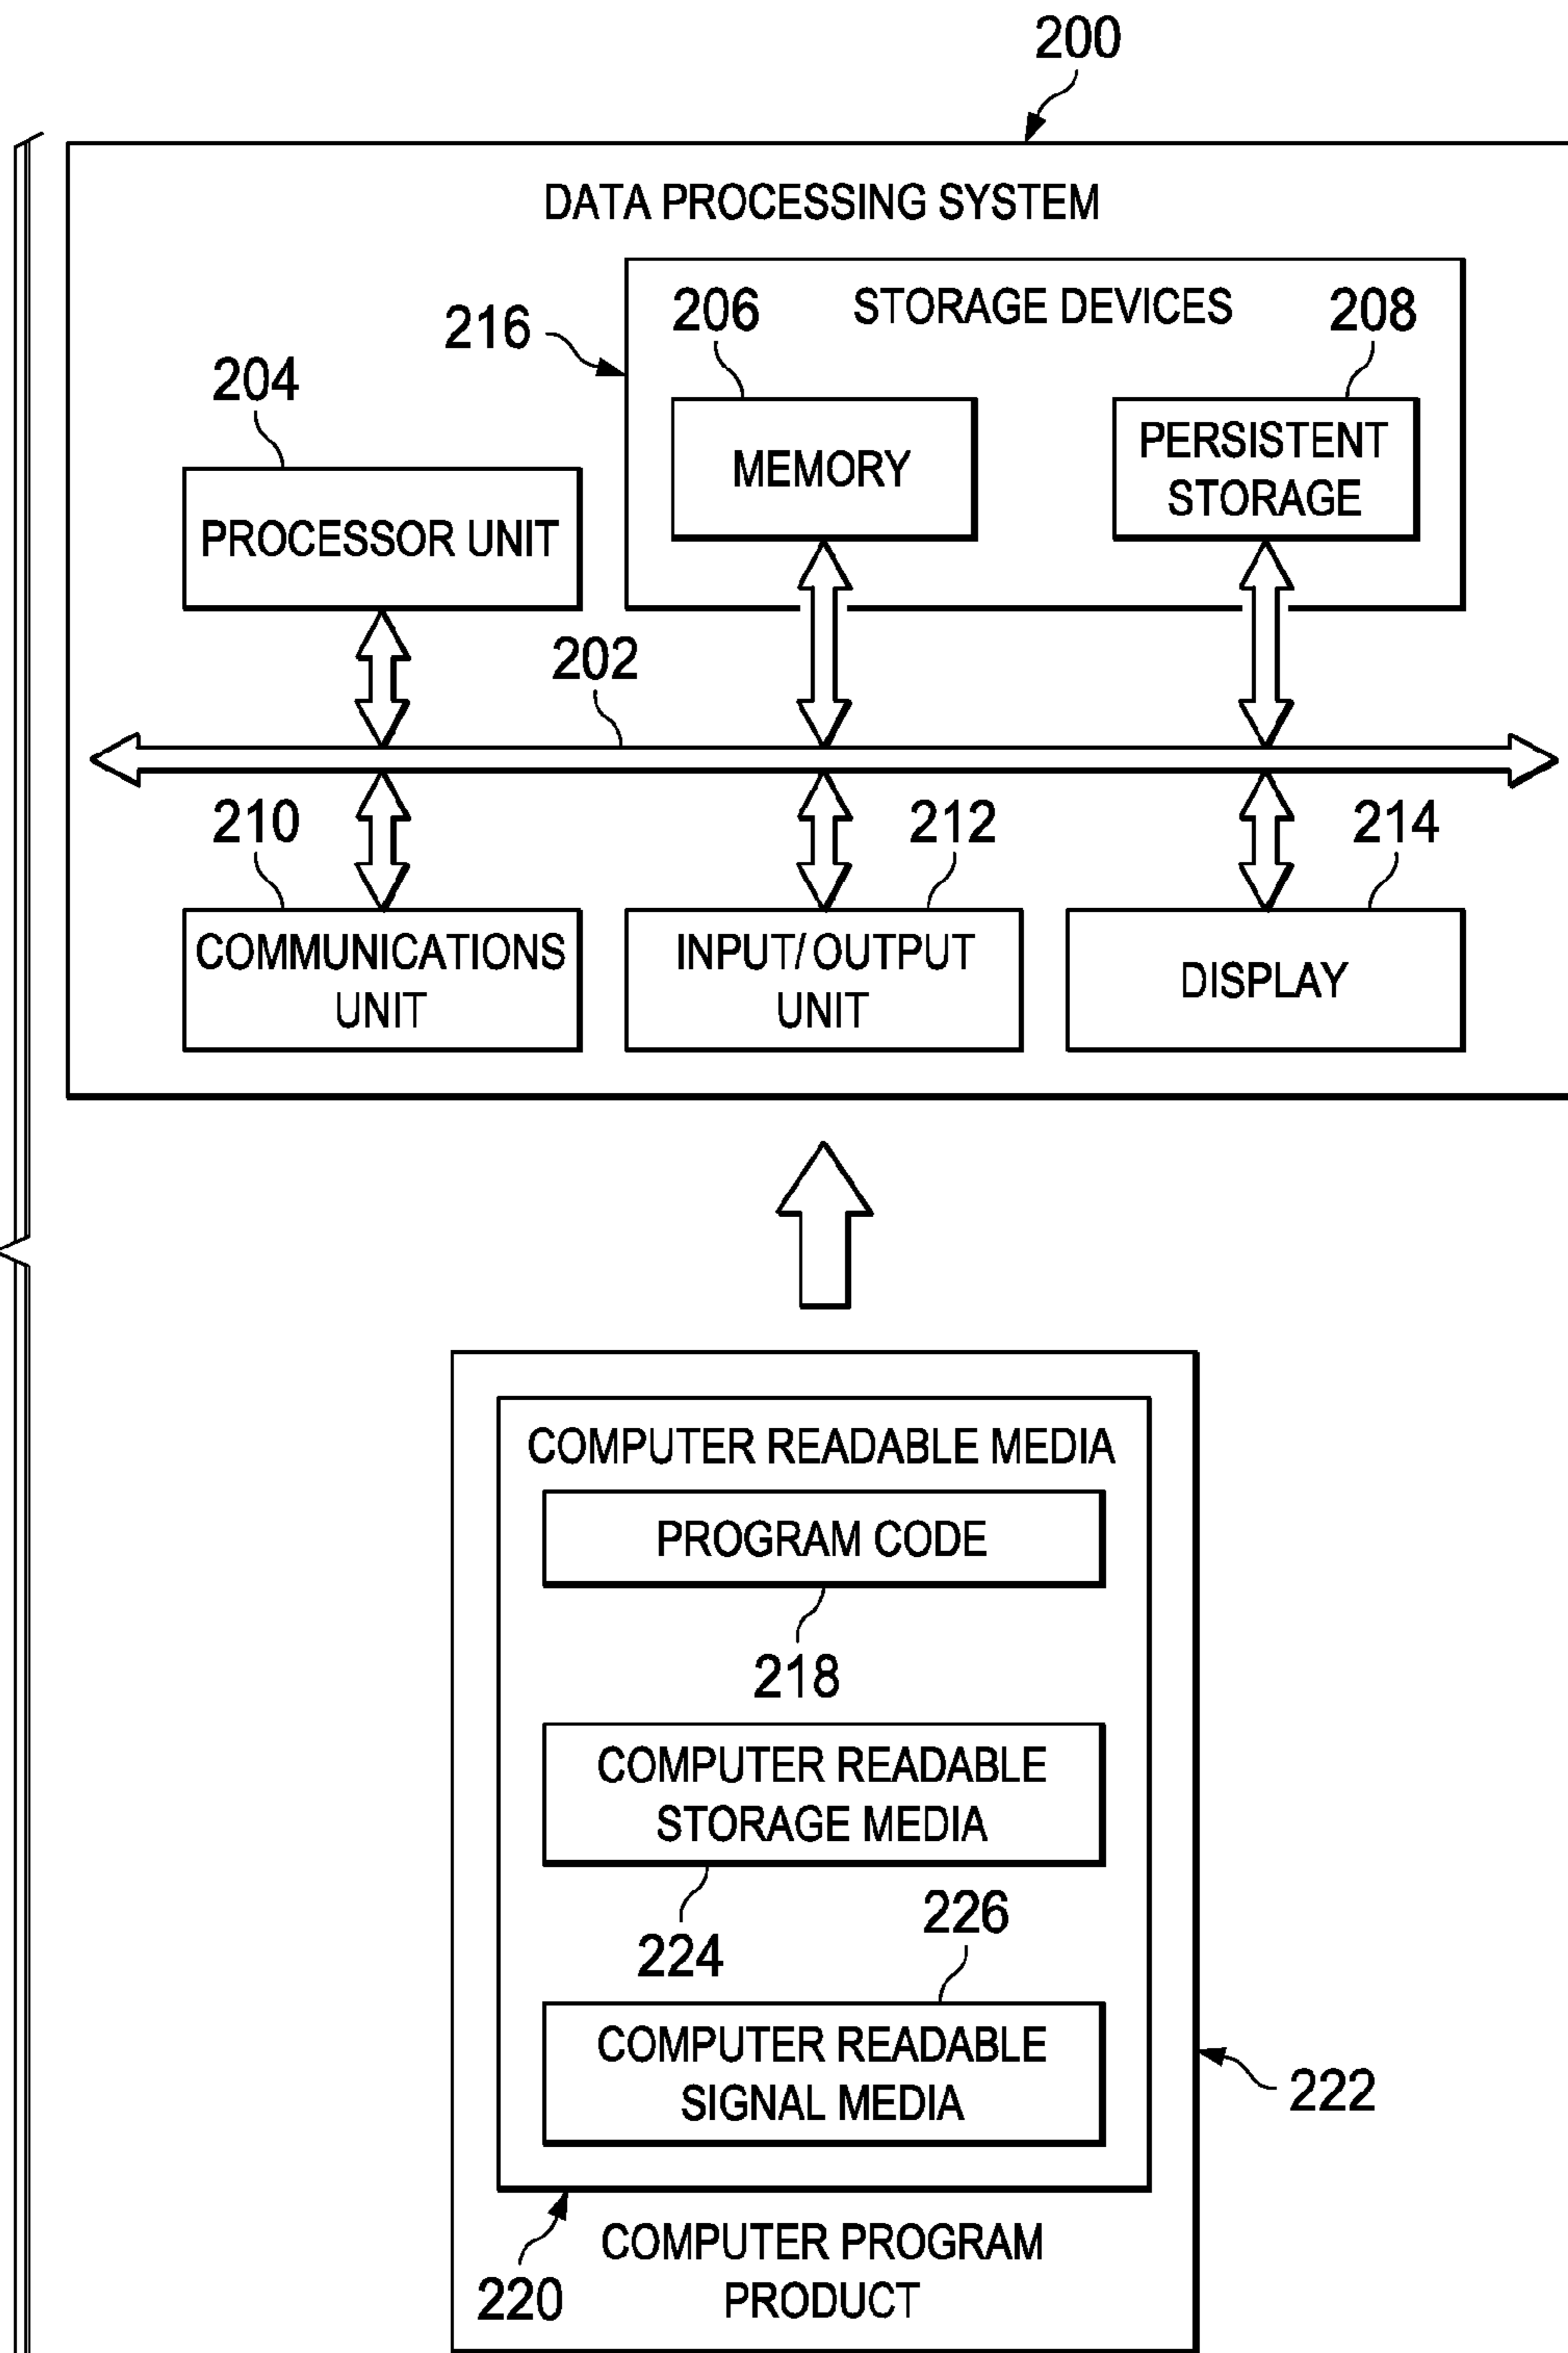 200
DATA PROCESSING SYSTEM
216
206
STORAGE DEVICES
208
204
MEMORY
PERSISTENT
STORAGE
PROCESSOR UNIT
202
210
212
214
COMMUNICATIONS
UNIT
INPUT/OUTPUT
UNIT
DISPLAY
COMPUTER READABLE MEDIA
PROGRAM CODE
218
COMPUTER READABLE
STORAGE MEDIA
224
226
COMPUTER READABLE
SIGNAL MEDIA
222
220
COMPUTER PROGRAM
PRODUCT